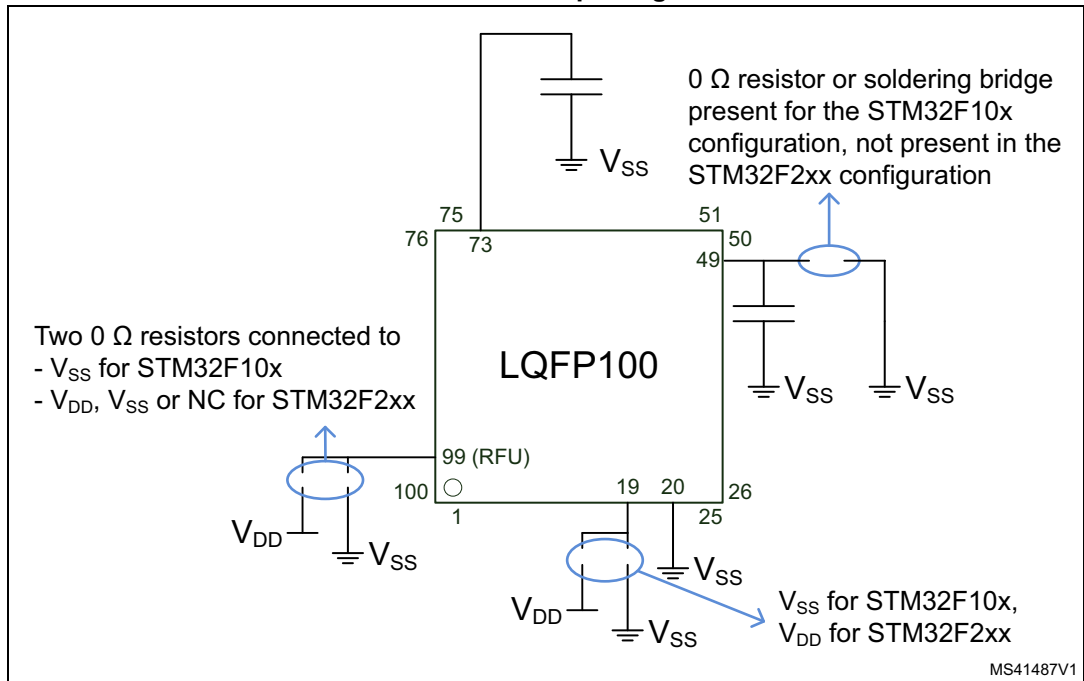 V_SS
0 Ω resistor or soldering bridge
present for the STM32F10x
configuration, not present in the
STM32F2xx configuration
75
51
76
73
50
49
Two 0 Ω resistors connected to
- V_SS for STM32F10x
- V_DD, V_SS or NC for STM32F2xx
LQFP100
V_SS
V_SS
99 (RFU)
100
19
20
26
1
25
V_DD
V_SS
V_SS
V_DD
V_SS
V_SS for STM32F10x,
V_DD for STM32F2xx
MS41487V1